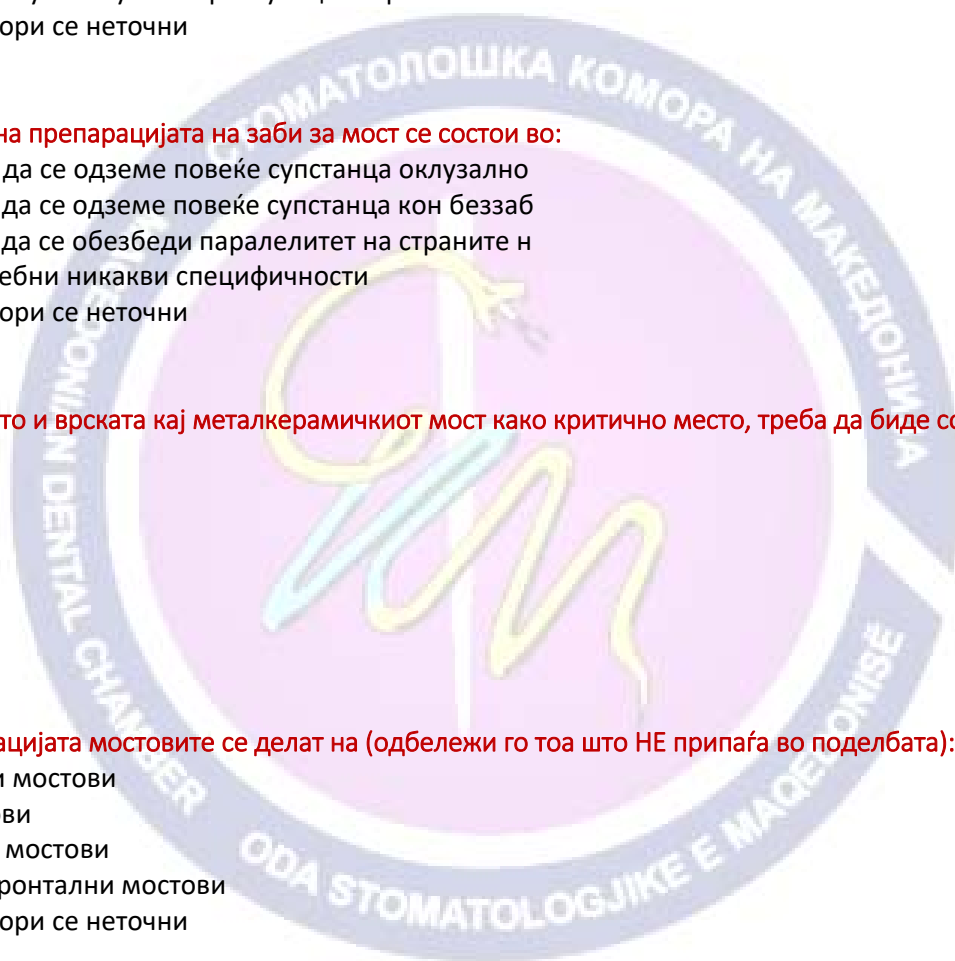 ори се неточни
на препарацијата на заби за мост се состои во:
да се одземе повеќе супстанца оклузално
да се одземе повеќе супстанца кон беззаб
да се обезбеди паралелитет на страните н
ебни никакви специфичности
ори се неточни
то и врската кај металкерамичкиот мост како критично место, треба да биде со
ацијата мостовите се делат на (одбележи го тоа што НЕ припаѓа во поделбата):
и мостови
ви
мостови
ронтални мостови
ори се неточни
СТОМАТОЛОШКА КОМОРА НА МАКЕДОНИЈА
MACEDONIAN DENTAL CHAMBER
ODA STOMATOLOGJIKE E MAQEDONISË